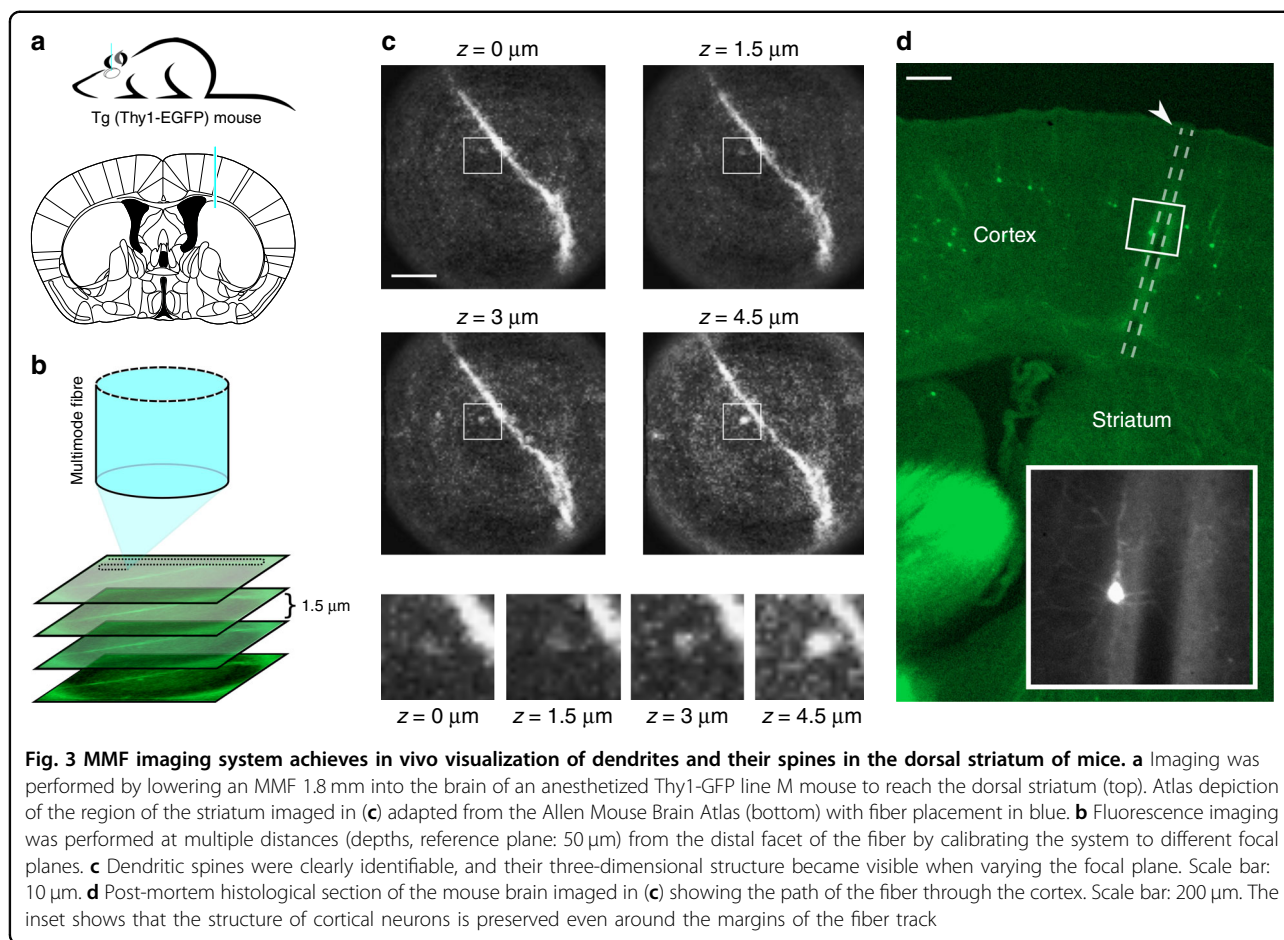 a
Tg (Thy1-EGFP) mouse
b
Multimode fibre
1.5 μm
c
z = 0 μm
z = 1.5 μm
z = 3 μm
z = 4.5 μm
z = 0 μm
z = 1.5 μm
z = 3 μm
z = 4.5 μm
d
Cortex
Striatum
Fig. 3 MMF imaging system achieves in vivo visualization of dendrites and their spines in the dorsal striatum of mice. a Imaging was
performed by lowering an MMF 1.8 mm into the brain of an anesthetized Thy1-GFP line M mouse to reach the dorsal striatum (top). Atlas depiction
of the region of the striatum imaged in (c) adapted from the Allen Mouse Brain Atlas (bottom) with fiber placement in blue. b Fluorescence imaging
was performed at multiple distances (depths, reference plane: 50 μm) from the distal facet of the fiber by calibrating the system to different focal
planes. c Dendritic spines were clearly identifiable, and their three-dimensional structure became visible when varying the focal plane. Scale bar:
10 μm. d Post-mortem histological section of the mouse brain imaged in (c) showing the path of the fiber through the cortex. Scale bar: 200 μm. The
inset shows that the structure of cortical neurons is preserved even around the margins of the fiber track